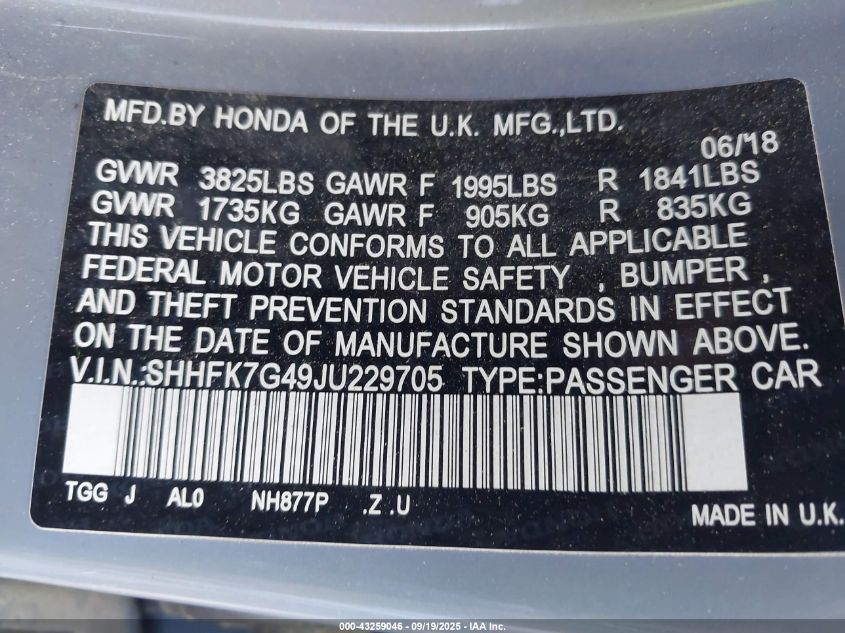 MFD.BY HONDA OF THE U.K. MFG.,LTD.
06/18
GVWR 3825LBS GAWR F 1995LBS R 1841LBS
GVWR 1735KG GAWR F 905KG R 835KG
THIS VEHICLE CONFORMS TO ALL APPLICABLE
FEDERAL MOTOR VEHICLE SAFETY , BUMPER ,
AND THEFT PREVENTION STANDARDS IN EFFECT
ON THE DATE OF MANUFACTURE SHOWN ABOVE.
V.I.N.:SHHFK7G49JU229705 TYPE:PASSENGER CAR
TGG J AL0 NH877P .Z .U
MADE IN U.K.
000-43259046 - 09/19/2025 - IAA Inc.